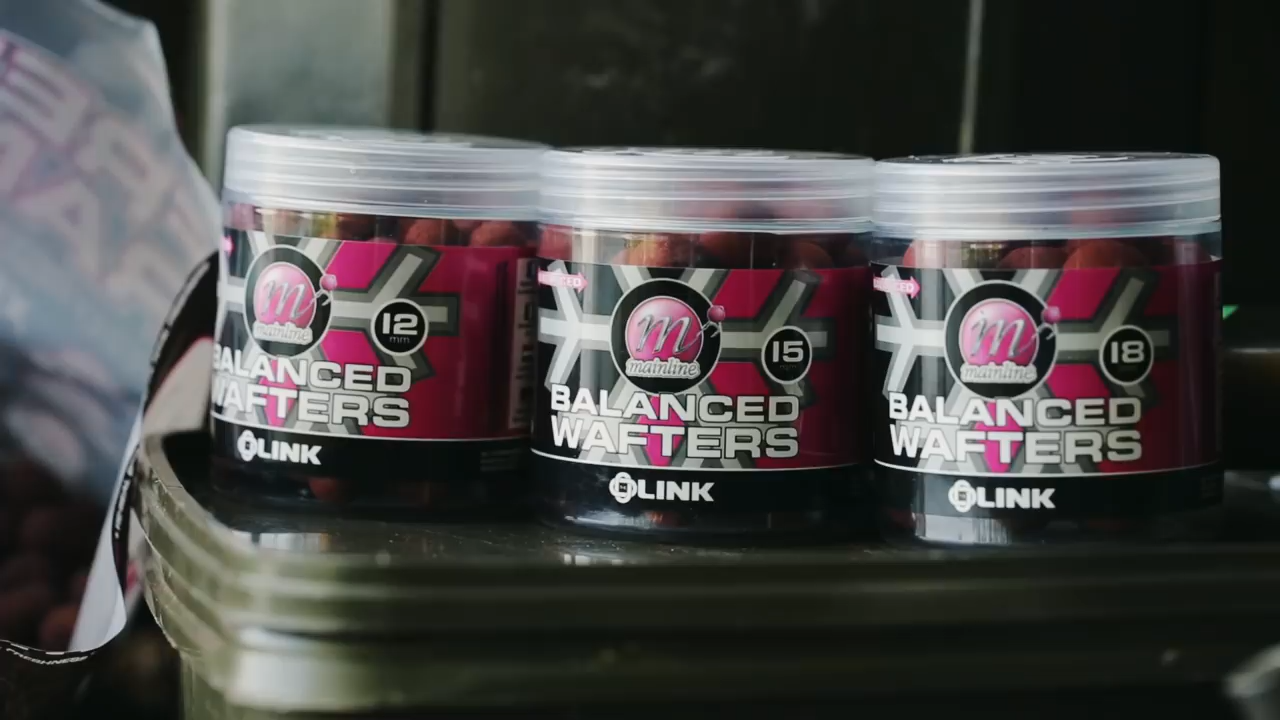 m
mainline
12
mm
BALANCED
WAFTERS
LINK
m
mainline
15
BALANCED
WAFTERS
LINK
m
mainline
18
BALANCED
WAFTERS
LINK